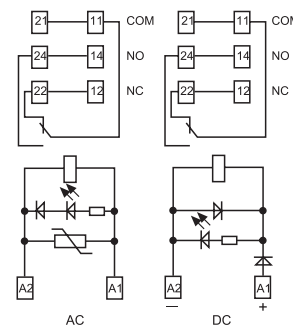 21 11 COM 21 11 COM
24 14 NO 24 14 NO
22 12 NC 22 12 NC
A2 A1 A2 A1
— +
AC DC